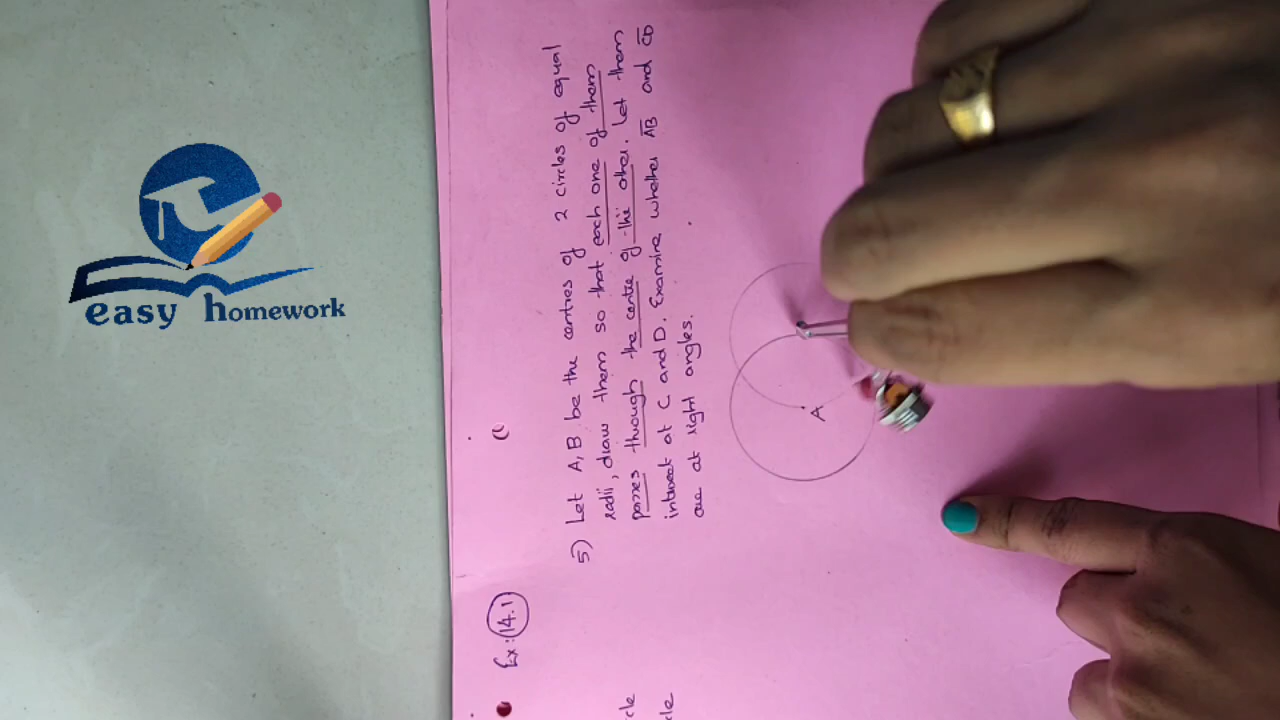 easy homework
Ex: 14.1
5) Let A, B be the centres of 2 circles of equal
radii, draw them so that each one of them
passes through the centre of the other. Let them
intersect at C and D. Examine whether AB and CD
are at right angles.
A
cle
cle